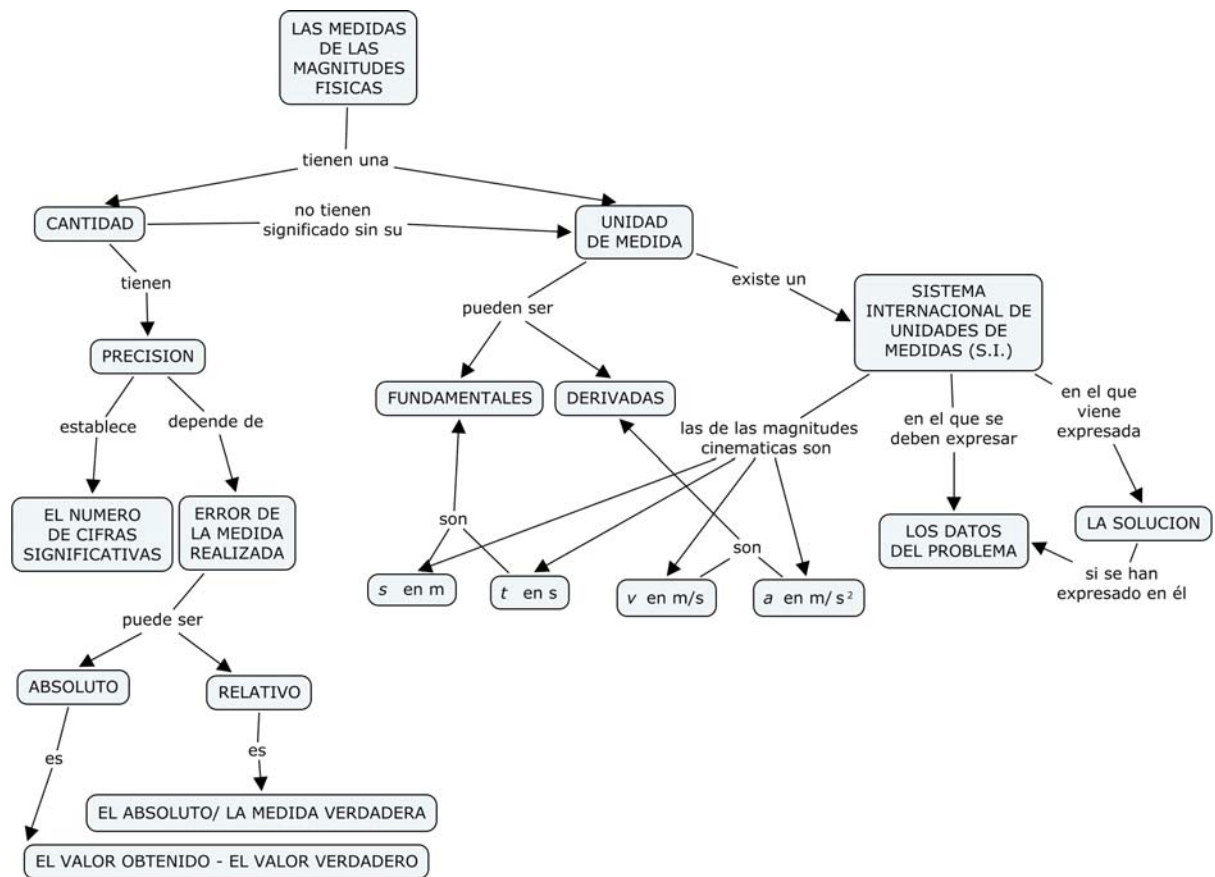 LAS MEDIDAS
DE LAS
MAGNITUDES
FISICAS
tienen una
CANTIDAD
no tienen
significado sin su
UNIDAD
DE MEDIDA
tienen
existe un
pueden ser
SISTEMA
INTERNACIONAL DE
UNIDADES DE
MEDIDAS (S.I.)
PRECISION
FUNDAMENTALES
DERIVADAS
establece
depende de
las de las magnitudes
cinematicas son
en el que se
deben expresar
en el que
viene
expresada
EL NUMERO
DE CIFRAS
SIGNIFICATIVAS
ERROR DE
LA MEDIDA
REALIZADA
son
son
LOS DATOS
DEL PROBLEMA
LA SOLUCION
si se han
expresado en él
s en m
t en s
v en m/s
a en m/ s²
puede ser
ABSOLUTO
RELATIVO
es
es
EL ABSOLUTO/ LA MEDIDA VERDADERA
EL VALOR OBTENIDO - EL VALOR VERDADERO